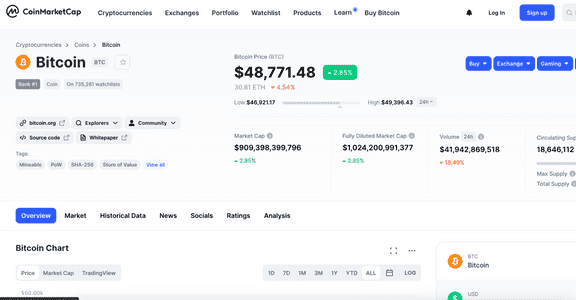 CoinMarketCap Cryptocurrencies Exchanges Portfolio Watchlist Products Learn Buy Bitcoin Log In Sign up
Cryptocurrencies > Coins > Bitcoin
Bitcoin BTC
Rank #1 Coin On 735,281 watchlists
bitcoin.org Explorers Community
Source code Whitepaper
Tags:
Mineable PoW SHA-256 Store of Value View all
Bitcoin Price (BTC)
$48,771.48 2.85%
30.81 ETH 4.54%
Low:$46,921.17 High:$49,396.43 24h
Buy Exchange Gaming
Market Cap
$909,398,399,796
2.85%
Fully Diluted Market Cap
$1,024,200,991,377
2.85%
Volume 24h
$41,942,869,518
Circulating Su
18,646,112
Max Supply
Total Supply
Overview Market Historical Data News Socials Ratings Analysis
Bitcoin Chart
Price Market Cap TradingView
1D 7D 1M 3M 1Y YTD ALL LOG
BTC
Bitcoin
USD